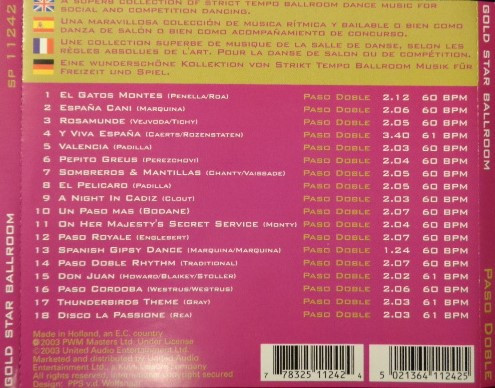 A SUPERB COLLECTION OF STRICT TEMPO BALLROOM DANCE MUSIC FOR
SOCIAL AND COMPETITION DANCING.
UNA MARAVILLOSA COLECCIÓN DE MUSICA RÍTMICA Y BAILABLE O BIEN COMO
DANZA DE SALÓN O BIEN COMO ACOMPAÑAMIENTO DE CONCURSO.
UNE COLLECTION SUPERBE DE MUSIQUE DE LA SALLE DE DANSE, SELON LES
RÉGLES ABSOLUES DE L'ART. POUR LA DANSE DE SALON OU DE COMPÉTITION.
EINE WUNDERSCHÖNE KOLLEKTION VON STRIKT TEMPO BALLROOM MUSIK FÜR
FREIZEIT UND SPIEL.
1 EL GATOS MONTES (PENELLA/ROA) PASO DOBLE 2.12 60 BPM
2 ESPAÑA CANI (MARQUINA) PASO DOBLE 2.06 60 BPM
3 ROSAMUNDE (VEJVODA/TICHY) PASO DOBLE 2.05 60 BPM
4 Y VIVA ESPAÑA (CAERTS/ROZENSTATEN) PASO DOBLE 3.40 61 BPM
5 VALENCIA (PADILLA) PASO DOBLE 2.03 61 BPM
6 PEPITO GREUS (PEREZCHOVI) PASO DOBLE 2.04 60 BPM
7 SOMBREROS & MANTILLAS (CHANTY/VAISSADE) PASO DOBLE 2.05 60 BPM
8 EL PELICARO (PADILLA) PASO DOBLE 2.05 60 BPM
9 A NIGHT IN CADIZ (CLOUT) PASO DOBLE 2.03 60 BPM
10 UN PASO MAS (BODANE) PASO DOBLE 2.07 60 BPM
11 ON HER MAJESTY'S SECRET SERVICE (MONTY) PASO DOBLE 2.04 60 BPM
12 PASO ROYALE (ENGLEBERT) PASO DOBLE 2.07 60 BPM
13 SPANISH GIPSY DANCE (MARQUINA/MARQUINA) PASO DOBLE 1.24 60 BPM
14 PASO DOBLE RHYTHM (TRADITIONAL) PASO DOBLE 2.07 60 BPM
15 DON JUAN (HOWARD/BLAIKEY/STOLLER) PASO DOBLE 2.02 61 BPM
16 PASO CORDOBA (WESTRUS/WESTRUS) PASO DOBLE 2.06 60 BPM
17 THUNDERBIRDS THEME (GRAY) PASO DOBLE 2.03 61 BPM
18 DISCO LA PASSIONE (REA) PASO DOBLE 2.03 61 BPM
Made in Holland, an E.C. country
℗2003 PWM Masters Ltd. Under License
©2003 United Audio Entertainment Ltd
Marketed and distributed by United Audio
Entertainment Ltd, a Company
All rights reserved
Design: PPS
7 78325 11242 4
5 021364 112425
SP 11242
GOLD STAR BALLROOM
GOLD STAR BALLROOM
PASO DOBLE